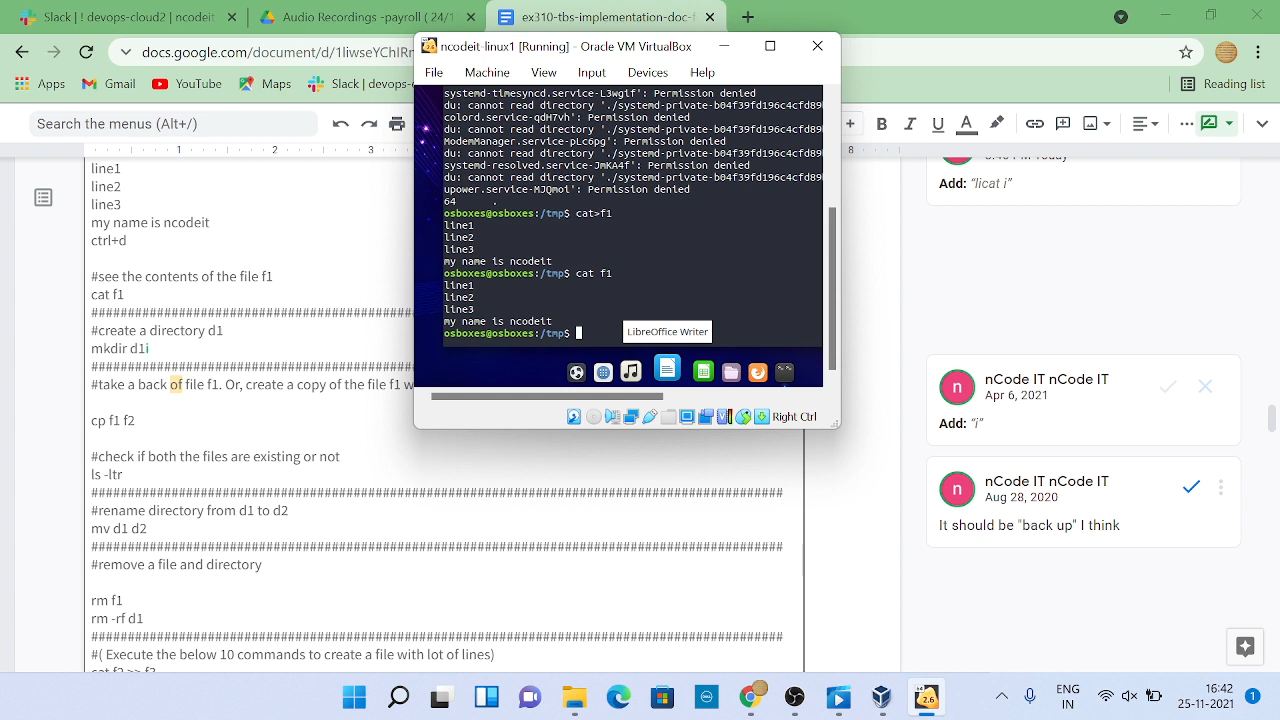 Slack | ! devops-cloud2 | ncodeit
Audio Recordings -payroll ( 24/1
ex310-tbs-implementation-doc-f
docs.google.com/document/d/1liwseYChIRr
Apps
Gmail
YouTube
Maps
Slack | devops-
Reading list
ncodeit-linux1 [Running] - Oracle VM VirtualBox
File Machine View Input Devices Help
Search the menus (Alt+/)
1 2 3 8
systemd-timesyncd.service-L3wgif': Permission denied
du: cannot read directory './systemd-private-b04f39fd196c4cfd89
colord.service-qdH7vh': Permission denied
du: cannot read directory './systemd-private-b04f39fd196c4cfd89
ModemManager.service-pLc6pg': Permission denied
du: cannot read directory './systemd-private-b04f39fd196c4cfd89
systemd-resolved.service-JmKA4f': Permission denied
du: cannot read directory './systemd-private-b04f39fd196c4cfd89
upower.service-MJQmoi': Permission denied
64 .
osboxes@osboxes:/tmp$ cat>f1
line1
line2
line3
my name is ncodeit
osboxes@osboxes:/tmp$ cat f1
line1
line2
line3
my name is ncodeit
osboxes@osboxes:/tmp$
LibreOffice Writer
Right Ctrl
line1
line2
line3
my name is ncodeit
ctrl+d
#see the contents of the file f1
cat f1
#create a directory d1
mkdir d1i
#take a back of file f1. Or, create a copy of the file f1 w
cp f1 f2
#check if both the files are existing or not
ls -ltr
#rename directory from d1 to d2
mv d1 d2
#remove a file and directory
rm f1
rm -rf d1
#( Execute the below 10 commands to create a file with lot of lines)
Add: “licat i”
n
nCode IT nCode IT
Apr 6, 2021
Add: “i”
n
nCode IT nCode IT
Aug 28, 2020
It should be "back up" I think
ENG
IN
16:42
25-11-2021
1